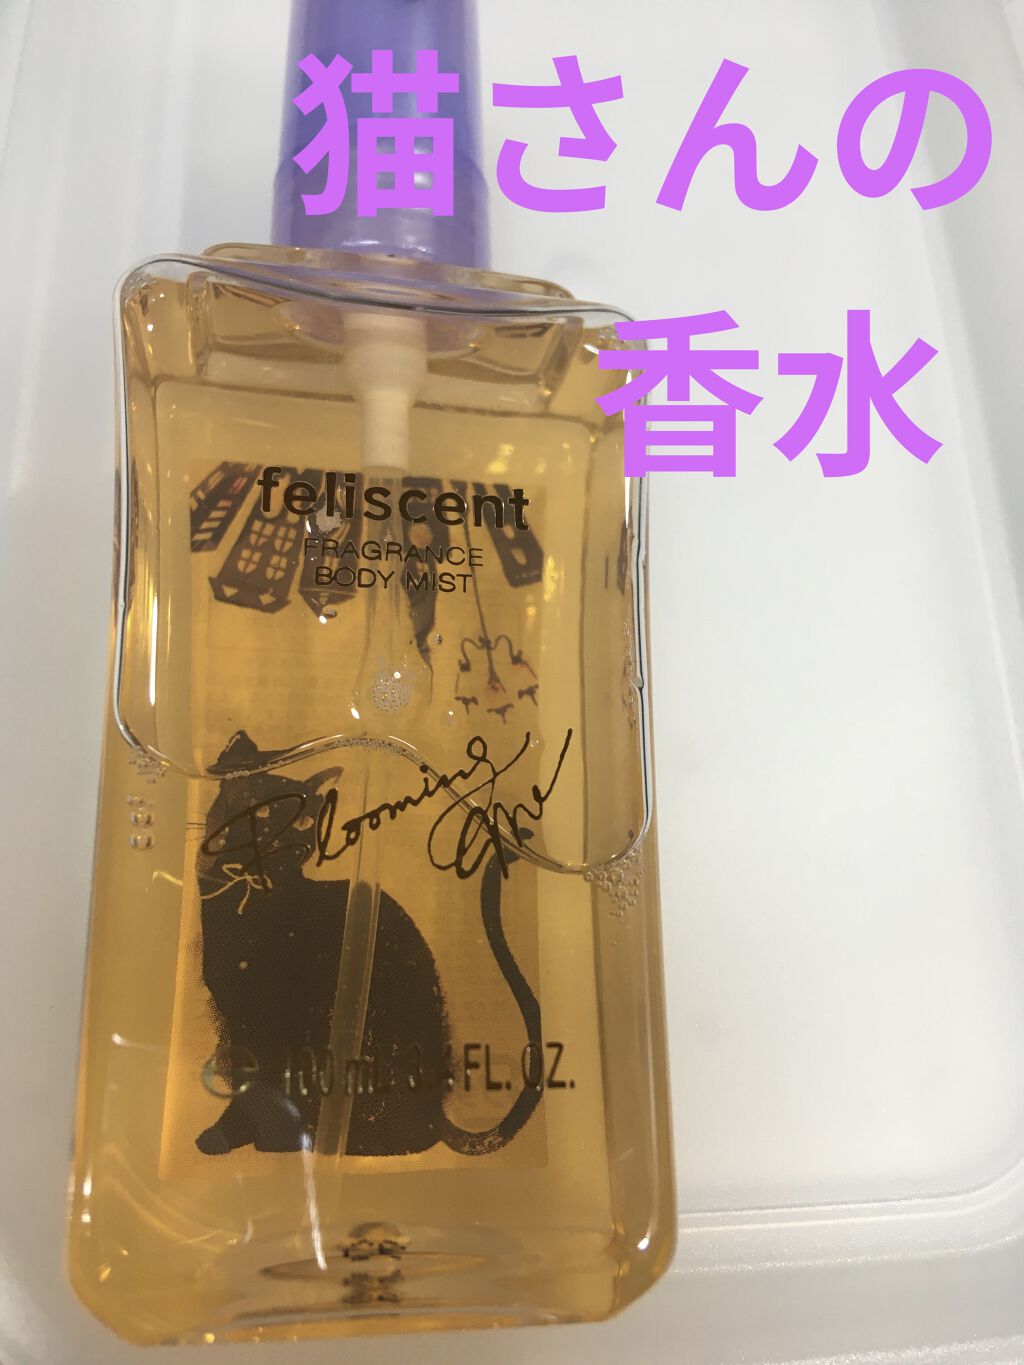 猫さんの
香水
feliscent
FRAGRANCE
BODY MIST
Blooming
℮ 100 mL 3.4 FL. OZ.